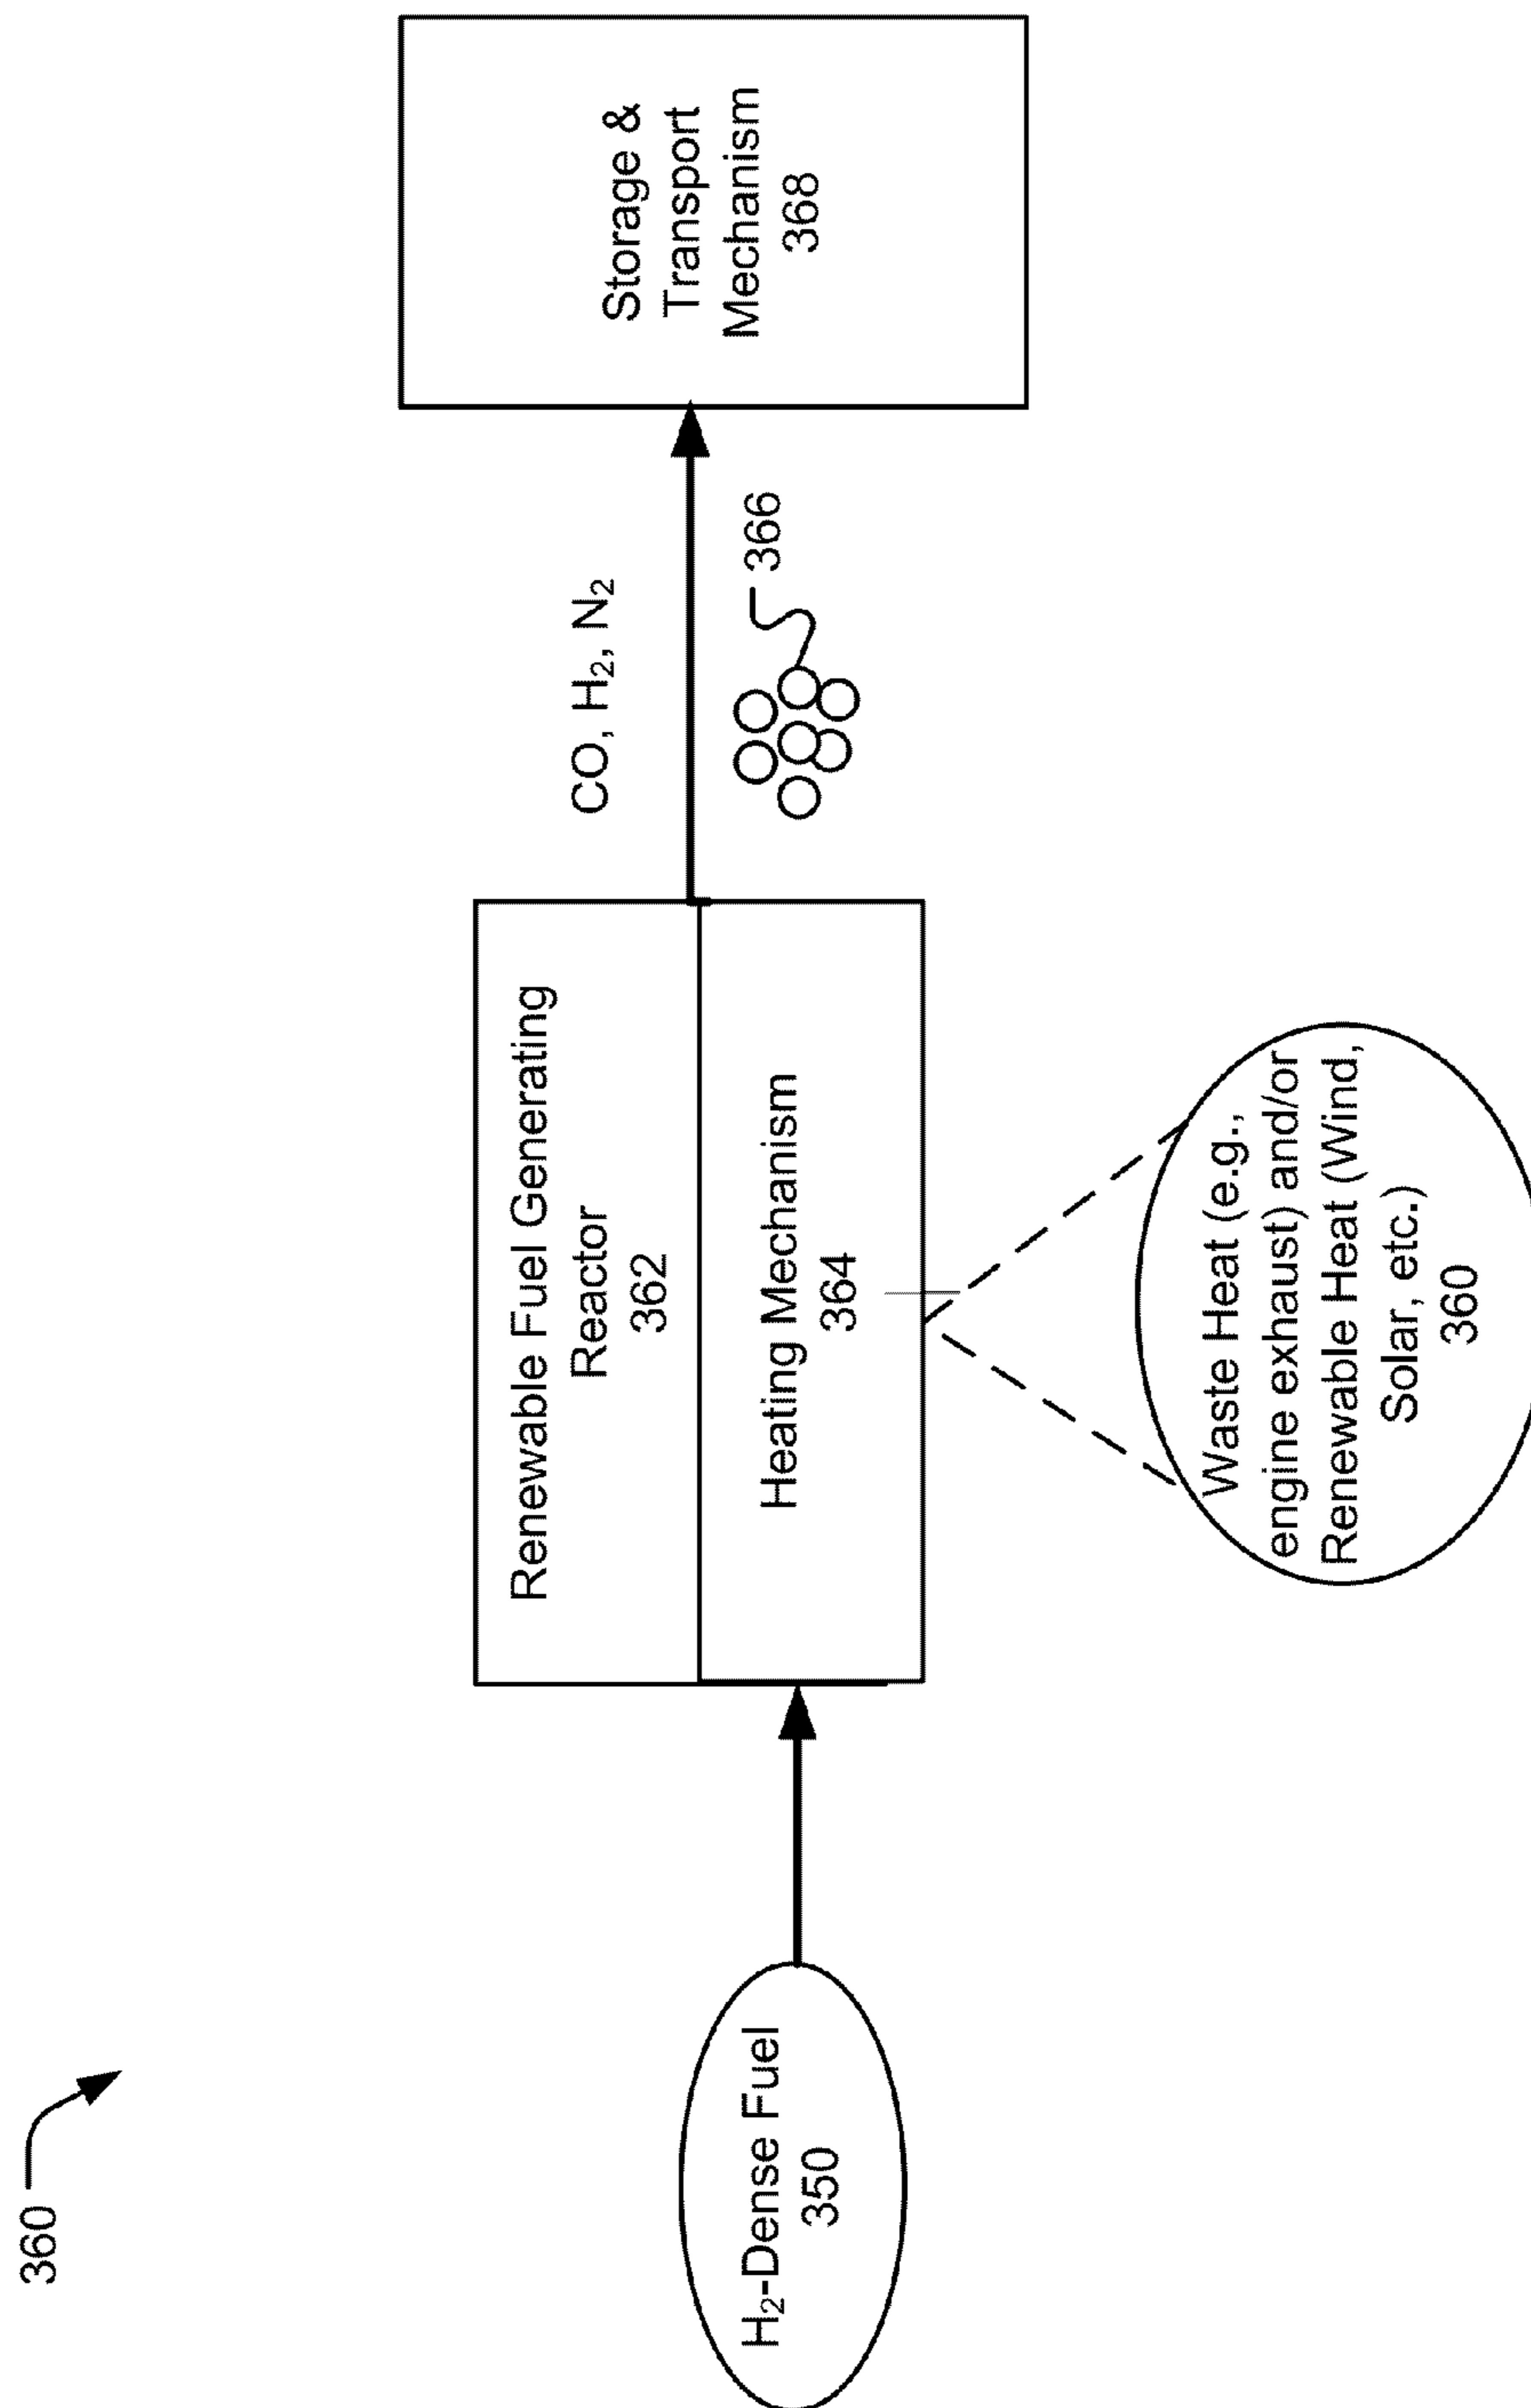 360
H₂-Dense Fuel
350
Renewable Fuel Generating
Reactor
362
Heating Mechanism
364
Waste Heat (e.g.,
engine exhaust) and/or
Renewable Heat (Wind,
Solar, etc.)
360
CO, H₂, N₂
366
Storage &
Transport
Mechanism
368